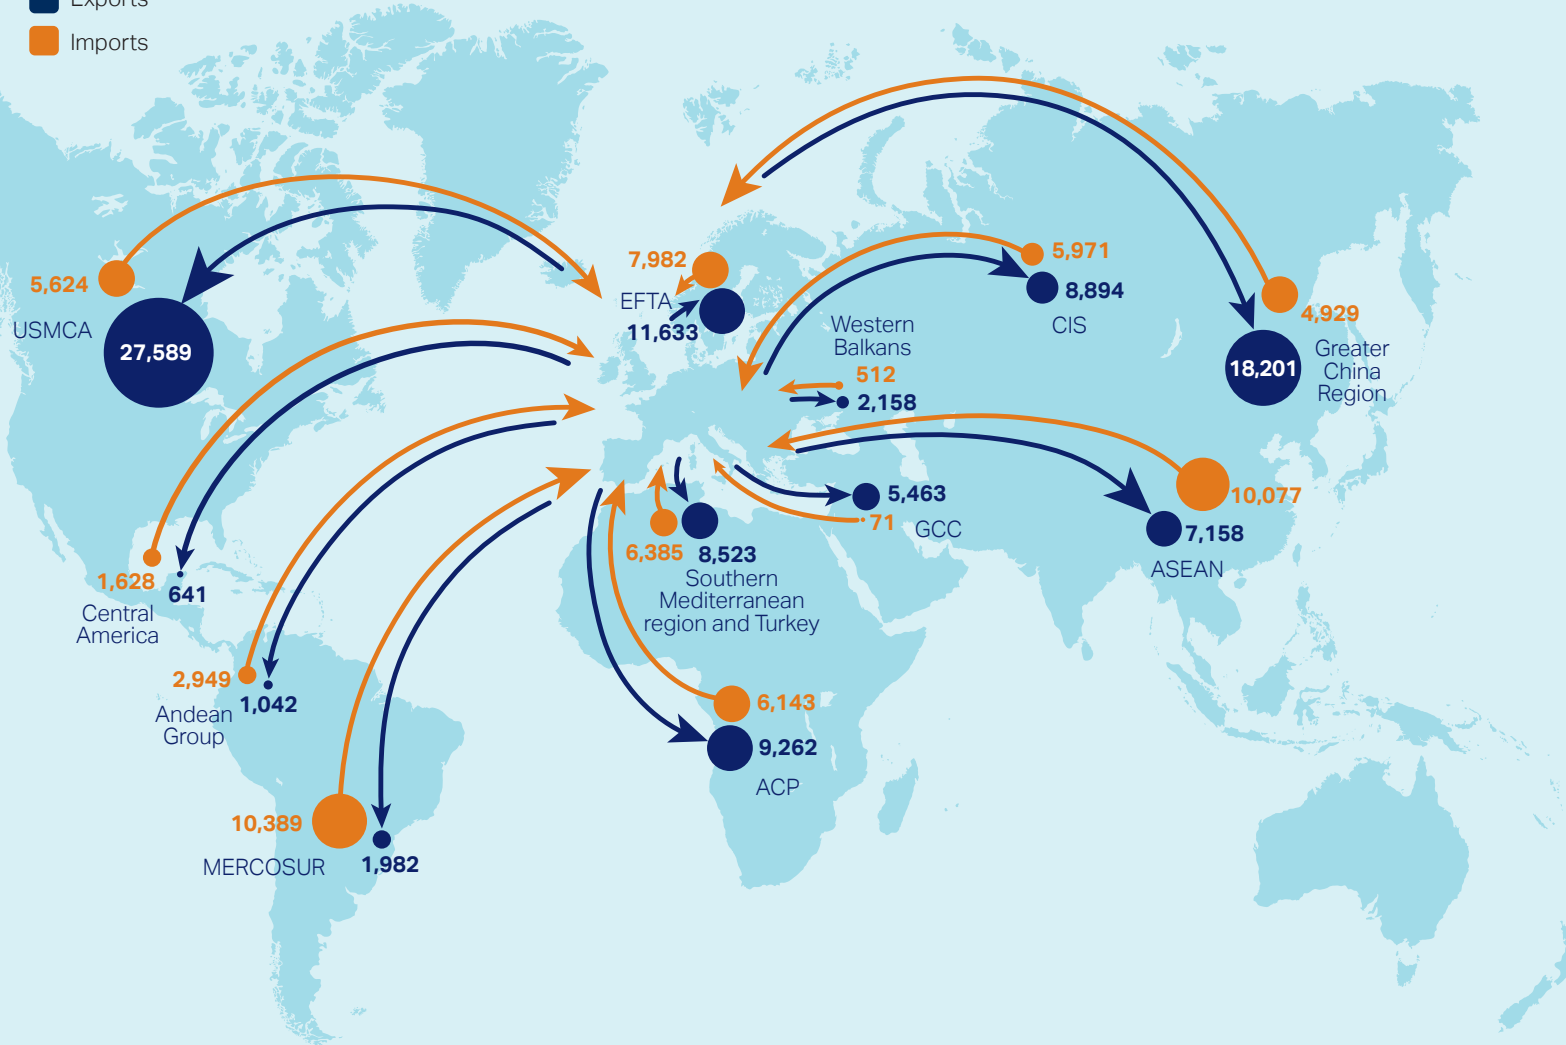 Exports
Imports
5,624
USMCA
27,589
7,982
EFTA
11,633
5,971
8,894
CIS
4,929
18,201
Greater
China
Region
Western
Balkans
512
2,158
10,077
7,158
ASEAN
5,463
71
GCC
6,385
8,523
Southern
Mediterranean
region and Turkey
1,628
641
Central
America
2,949
1,042
Andean
Group
6,143
9,262
ACP
10,389
1,982
MERCOSUR